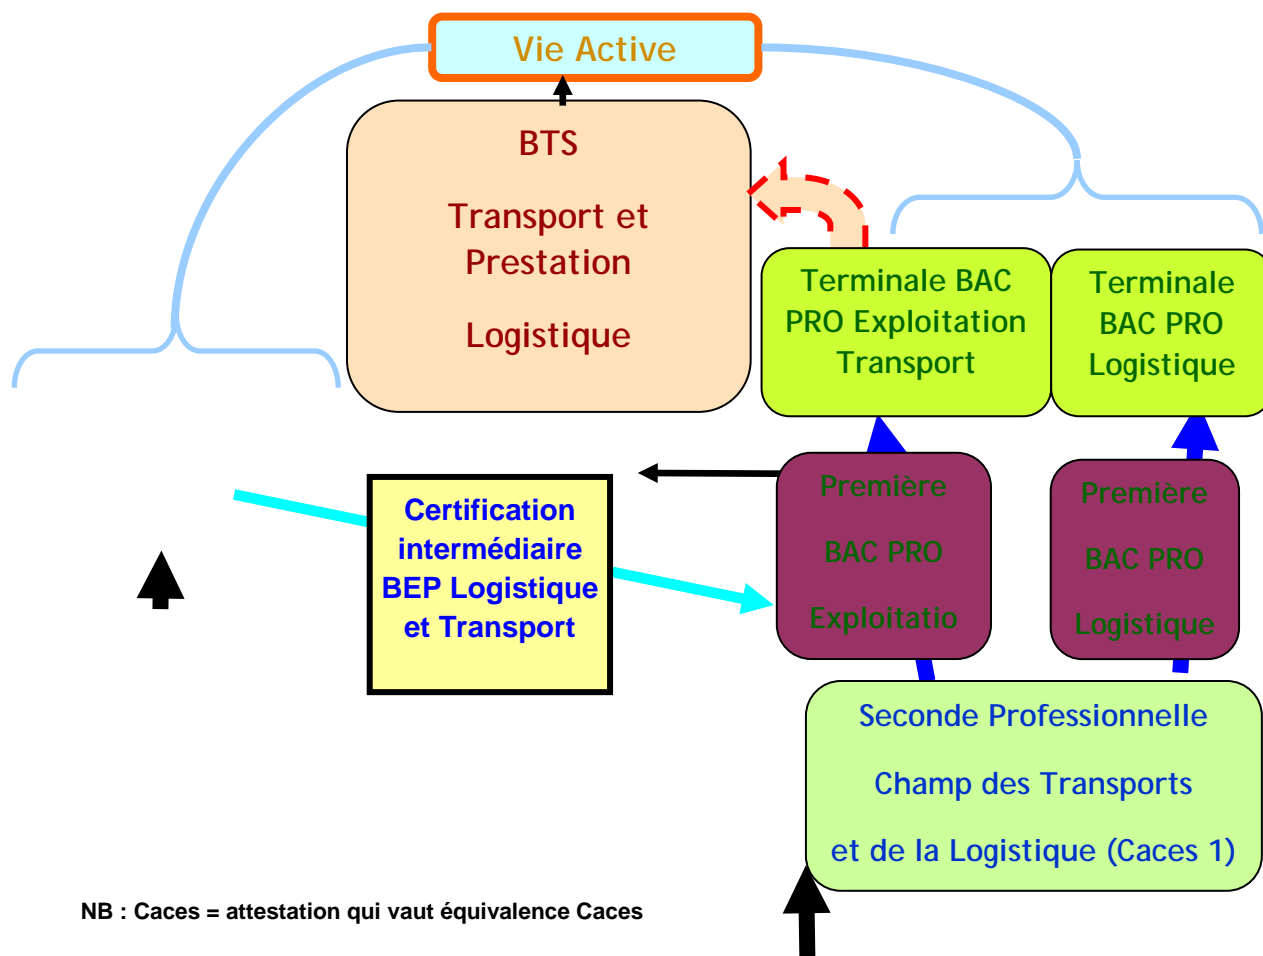 Vie Active
BTS
Transport et
Prestation
Logistique
Terminale BAC
PRO Exploitation
Transport
Terminale
BAC PRO
Logistique
Certification
intermédiaire
BEP Logistique
et Transport
Première
BAC PRO
Exploitatio
Première
BAC PRO
Logistique
Seconde Professionnelle
Champ des Transports
et de la Logistique (Caces 1)
NB : Caces = attestation qui vaut équivalence Caces